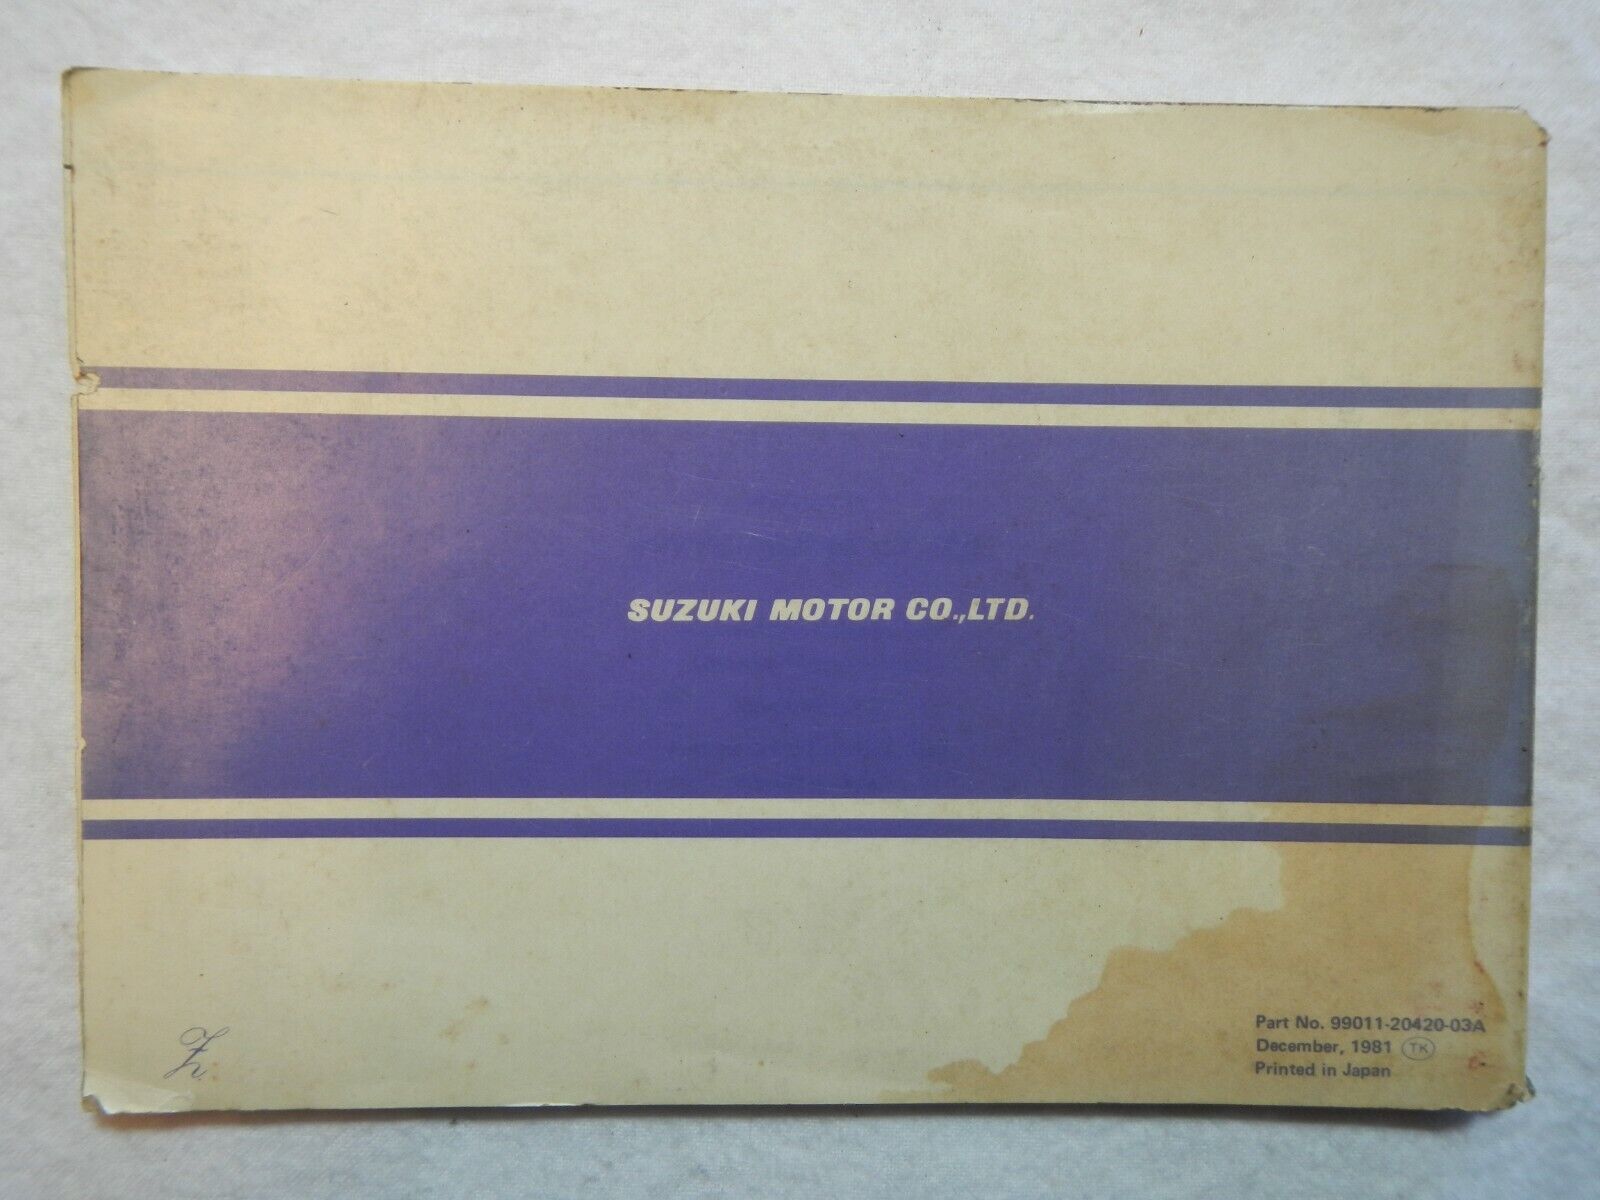 SUZUKI MOTOR CO.,LTD.
Part No. 99011-20420-03A
December, 1981 TK
Printed in Japan